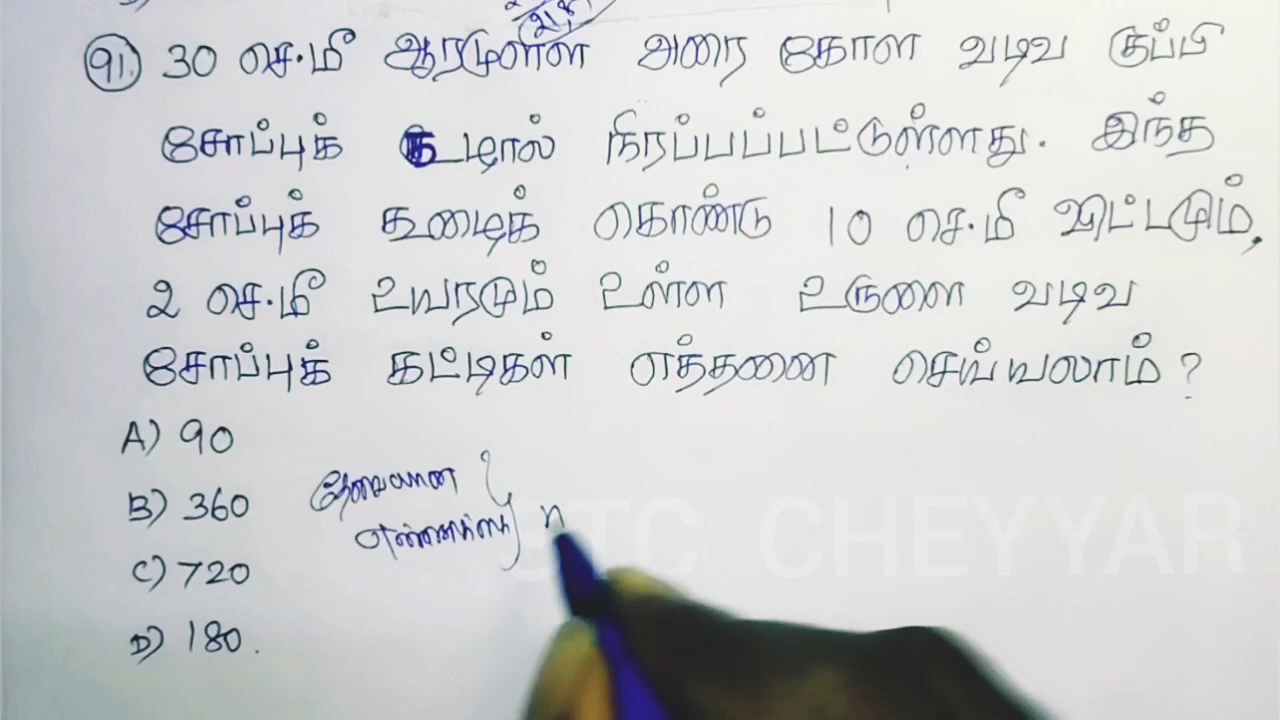 91. 30 செ.மீ ஆரமுள்ள அரை கோள வடிவ குப்பி
சோப்புக் கூழால் நிரப்பப்பட்டுள்ளது. இந்த
சோப்புக் கூழைக் கொண்டு 10 செ.மீ விட்டமும்,
2 செ.மீ உயரமும் உள்ள உருளை வடிவ
சோப்புக் கட்டிகள் எத்தனை செய்யலாம்?
A) 90
B) 360
C) 720
D) 180.
தேவையான
எண்ணிக்கை n
STC CHEYYAR